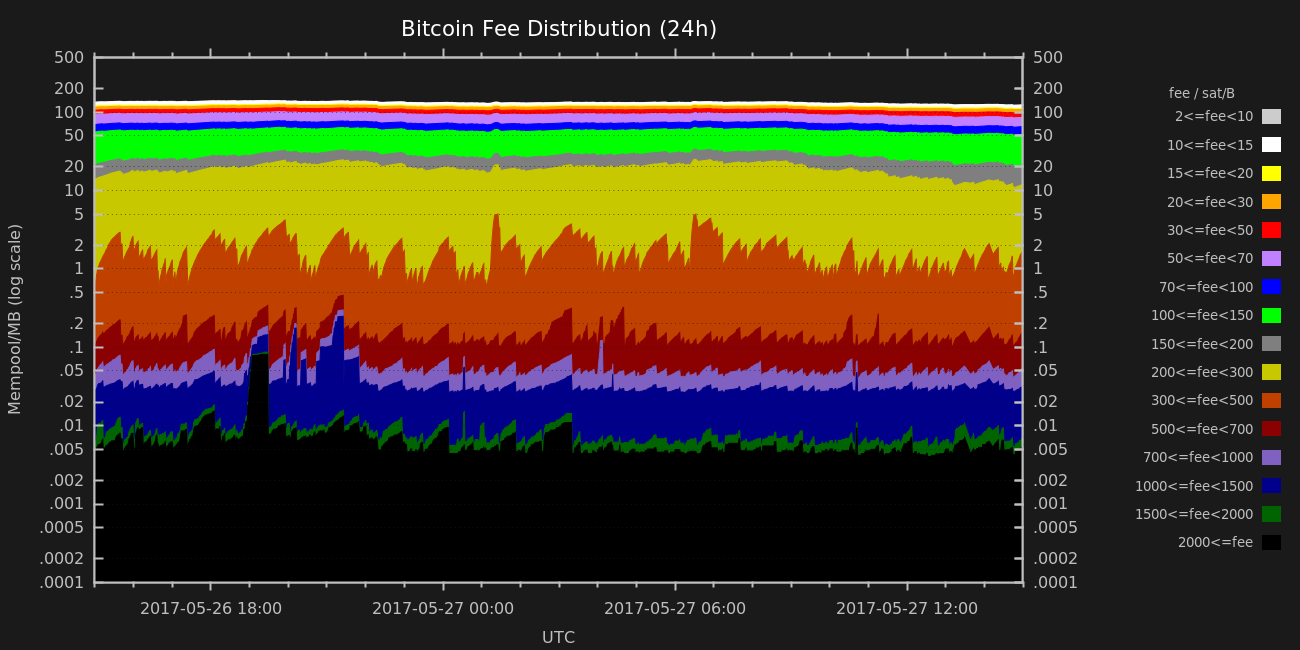 Bitcoin Fee Distribution (24h)
500
200
100
50
20
10
5
2
1
.5
.2
.1
.05
.02
.01
.005
.002
.001
.0005
.0002
.0001
Mempool/MB (log scale)
500
200
100
50
20
10
5
2
1
.5
.2
.1
.05
.02
.01
.005
.002
.001
.0005
.0002
.0001
2017-05-26 18:00
2017-05-27 00:00
2017-05-27 06:00
2017-05-27 12:00
UTC
fee / sat/B
2<=fee<10
10<=fee<15
15<=fee<20
20<=fee<30
30<=fee<50
50<=fee<70
70<=fee<100
100<=fee<150
150<=fee<200
200<=fee<300
300<=fee<500
500<=fee<700
700<=fee<1000
1000<=fee<1500
1500<=fee<2000
2000<=fee